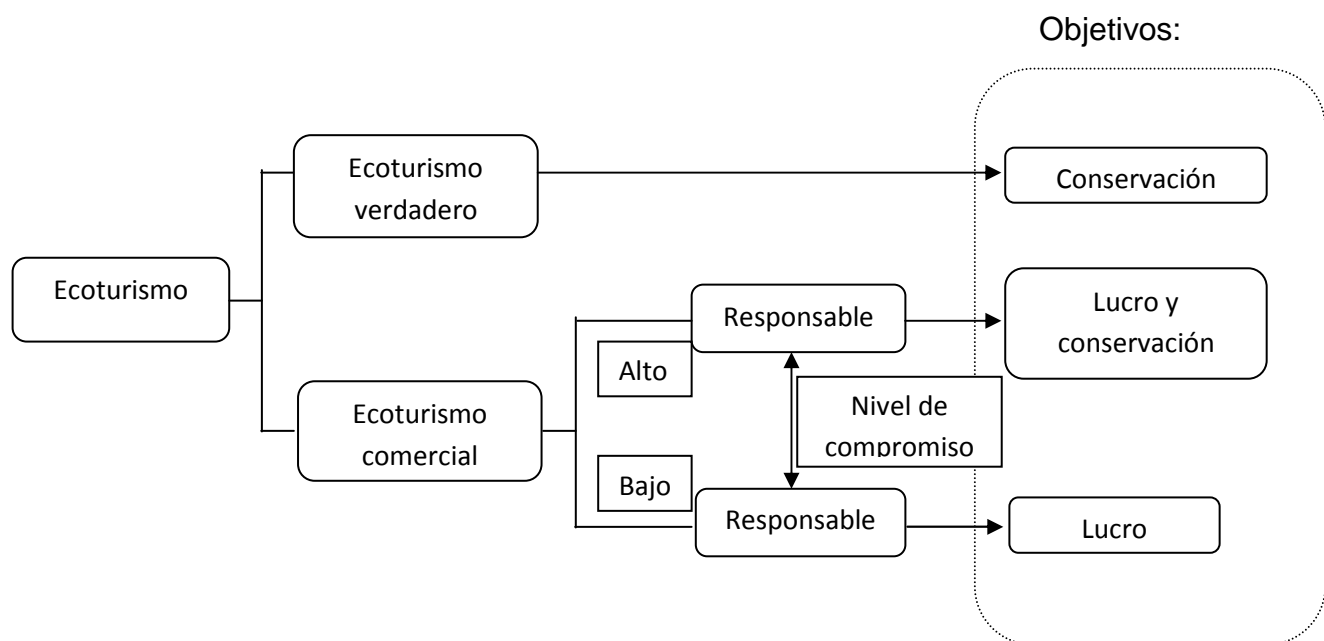 Objetivos:
Ecoturismo
verdadero
Conservación
Ecoturismo
Responsable
Lucro y
conservación
Alto
Ecoturismo
comercial
Nivel de
compromiso
Bajo
Responsable
Lucro